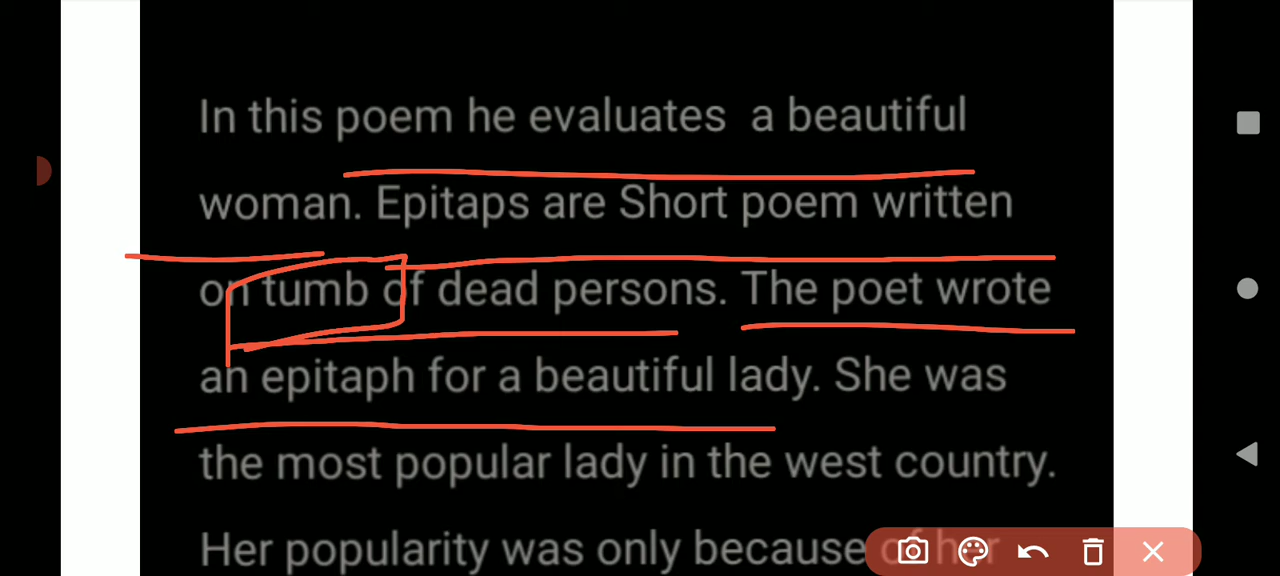 In this poem he evaluates a beautiful
woman. Epitaps are Short poem written
on tumb of dead persons. The poet wrote
an epitaph for a beautiful lady. She was
the most popular lady in the west country.
Her popularity was only because of her